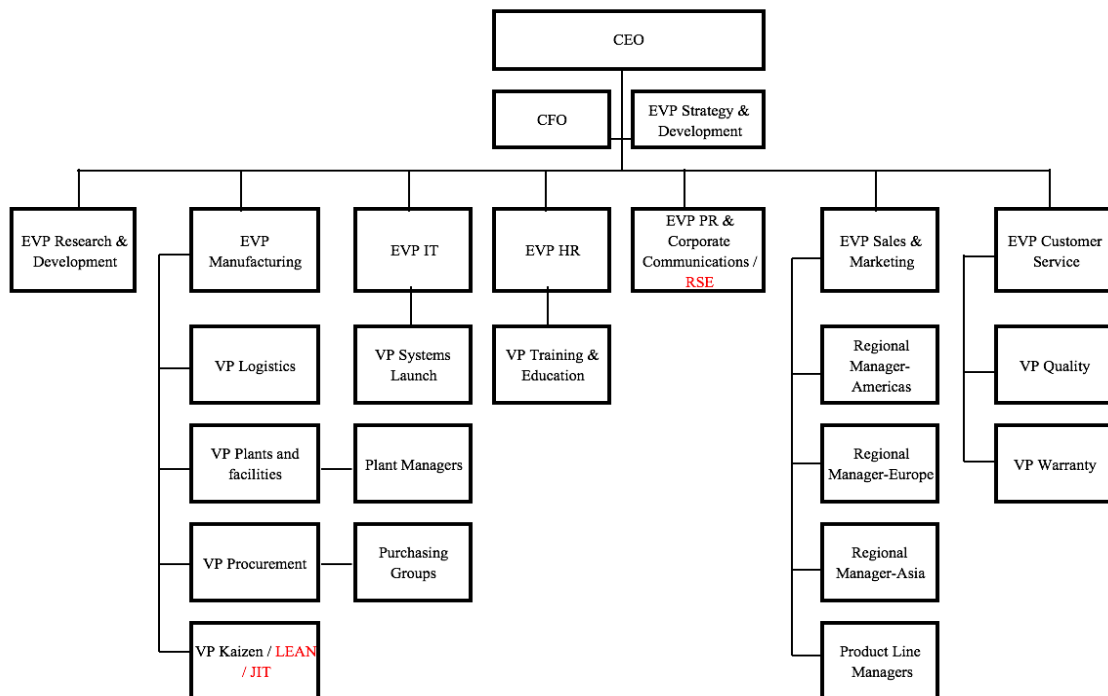 CEO
CFO
EVP Strategy &
Development
EVP Research &
Development
EVP
Manufacturing
EVP IT
EVP HR
EVP PR &
Corporate
Communications /
RSE
EVP Sales &
Marketing
EVP Customer
Service
VP Logistics
VP Systems
Launch
VP Training &
Education
Regional
Manager-
Americas
VP Quality
VP Plants and
facilities
Plant Managers
Regional
Manager-Europe
VP Warranty
VP Procurement
Purchasing
Groups
Regional
Manager-Asia
VP Kaizen / LEAN
/ JIT
Product Line
Managers